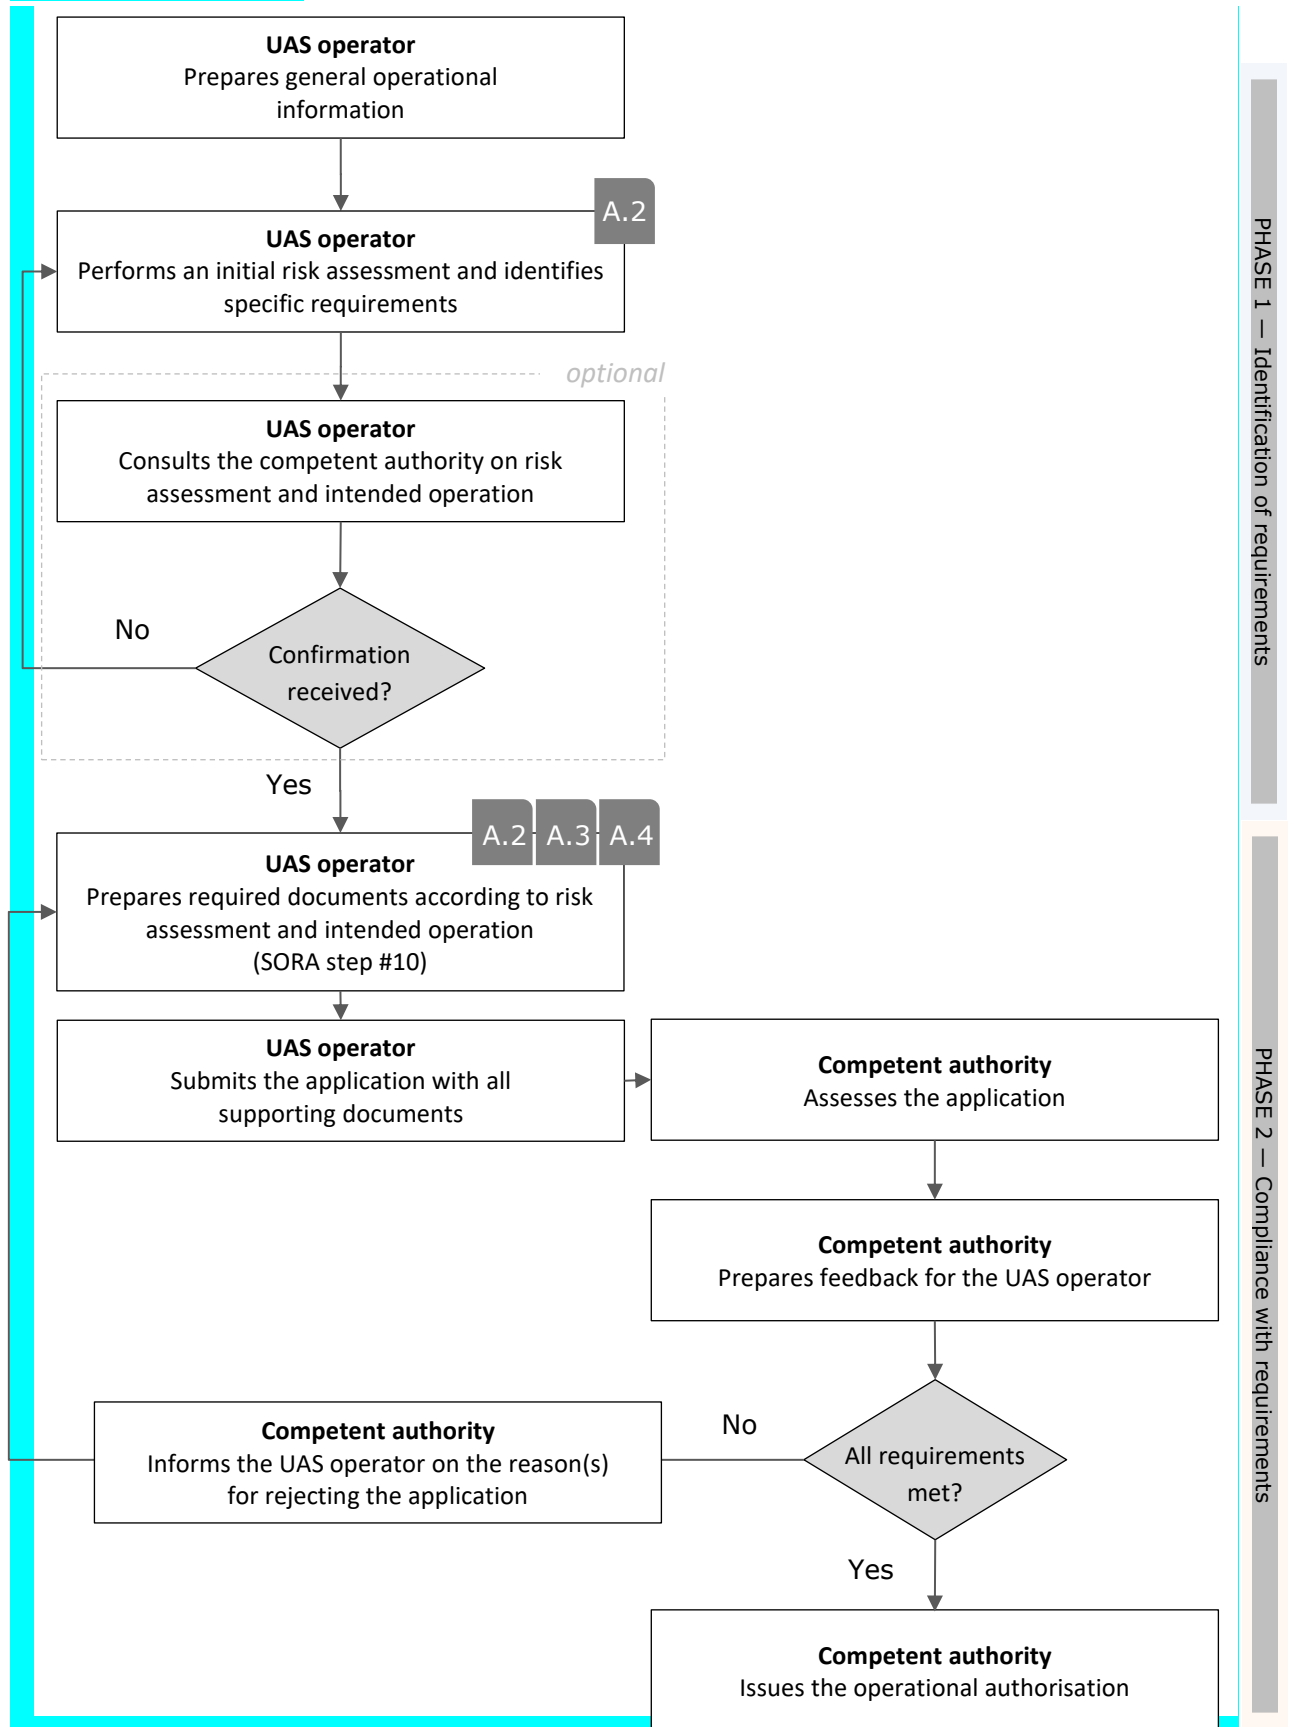 UAS operator
Prepares general operational
information
A.2
UAS operator
Performs an initial risk assessment and identifies
specific requirements
optional
UAS operator
Consults the competent authority on risk
assessment and intended operation
No
Confirmation
received?
Yes
PHASE 1 — Identification of requirements
A.2 A.3 A.4
UAS operator
Prepares required documents according to risk
assessment and intended operation
(SORA step #10)
UAS operator
Submits the application with all
supporting documents
Competent authority
Assesses the application
Competent authority
Prepares feedback for the UAS operator
No
All requirements
met?
Competent authority
Informs the UAS operator on the reason(s)
for rejecting the application
Yes
Competent authority
Issues the operational authorisation
PHASE 2 — Compliance with requirements